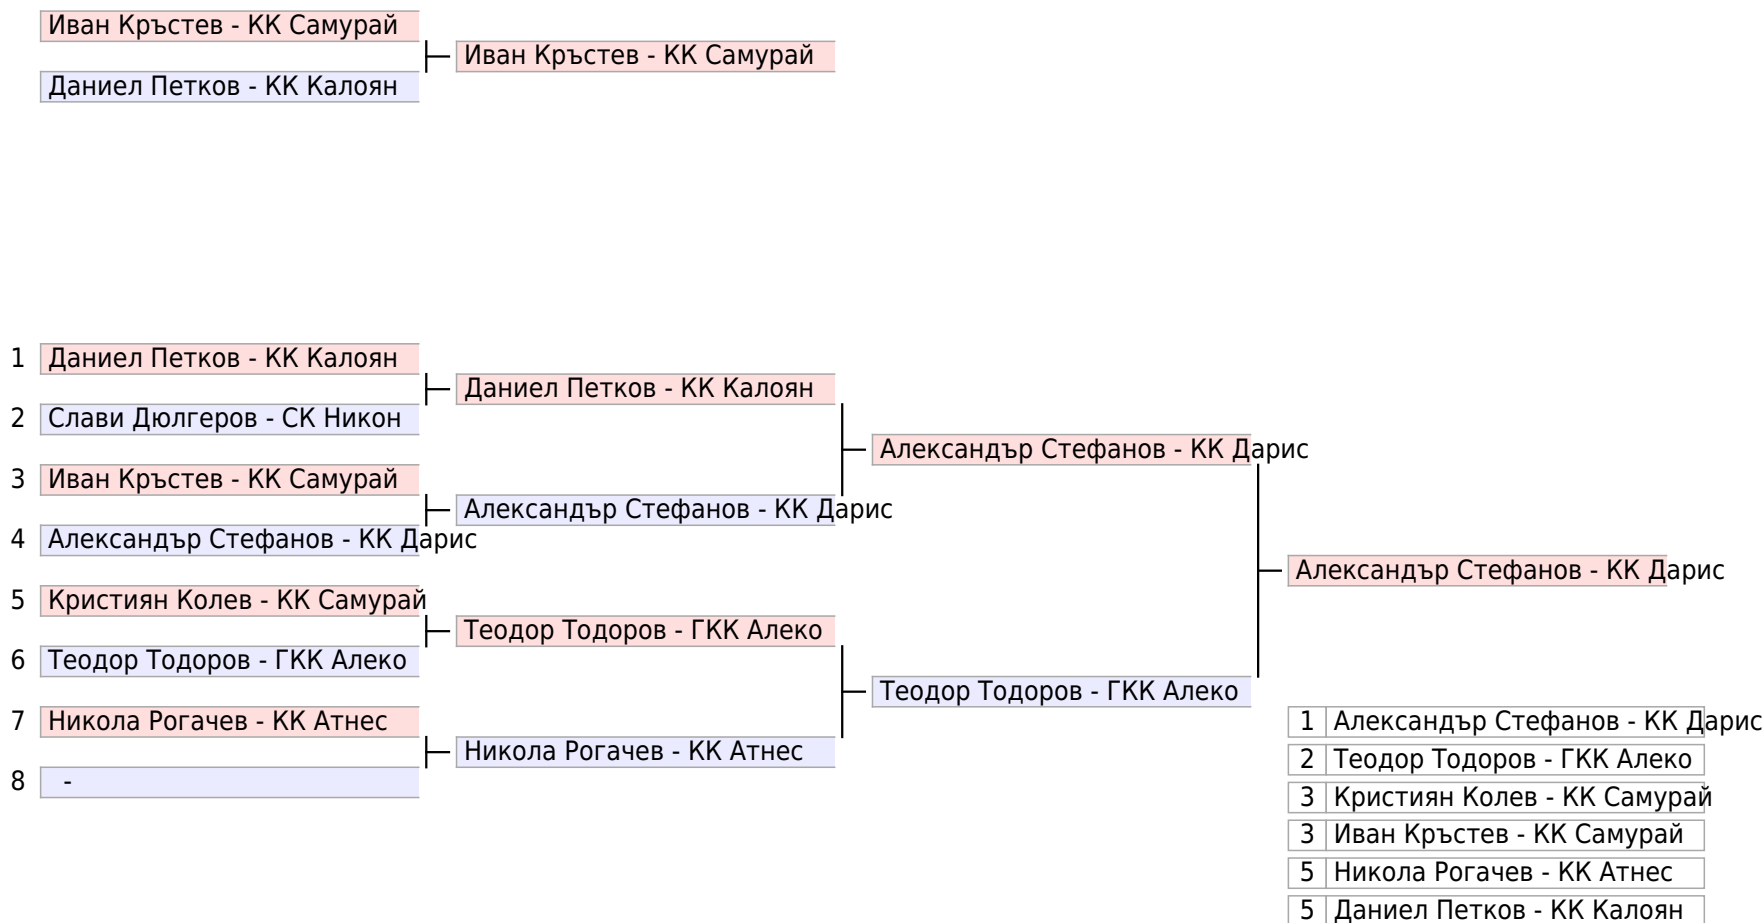 Иван Кръстев - КК Самурай
Иван Кръстев - КК Самурай
Даниел Петков - КК Калоян
1 Даниел Петков - КК Калоян
Даниел Петков - КК Калоян
2 Слави Дюлгеров - СК Никон
Александър Стефанов - КК Дарис
3 Иван Кръстев - КК Самурай
Александър Стефанов - КК Дарис
4 Александър Стефанов - КК Дарис
Александър Стефанов - КК Дарис
5 Кристиян Колев - КК Самурай
Теодор Тодоров - ГКК Алеко
6 Теодор Тодоров - ГКК Алеко
Теодор Тодоров - ГКК Алеко
7 Никола Рогачев - КК Атнес
Никола Рогачев - КК Атнес
8 -
1 Александър Стефанов - КК Дарис
2 Теодор Тодоров - ГКК Алеко
3 Кристиян Колев - КК Самурай
3 Иван Кръстев - КК Самурай
5 Никола Рогачев - КК Атнес
5 Даниел Петков - КК Калоян